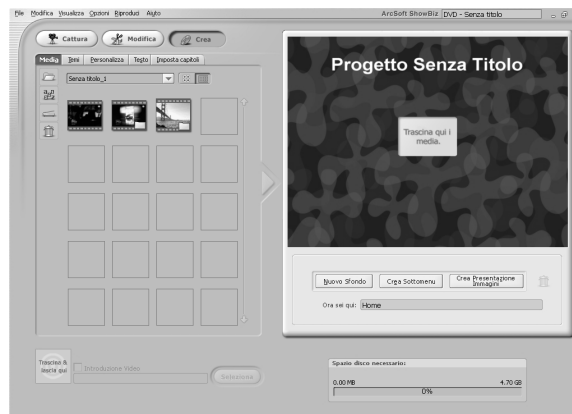 File Modifica Visualizza Opzioni Riproduci Aiuto
ArcSoft ShowBiz DVD - Senza titolo
Cattura Modifica Crea
Media Temi Personalizza Testo Imposta capitoli
Senza titolo_1
Progetto Senza Titolo
Trascina qui i
media.
Nuovo Sfondo Crea Sottomenu Crea Presentazione
Immagini
Ora sei qui: Home
Trascina &
lascia qui
Introduzione Video
Seleziona
Spazio disco necessario:
0.00 MB 4.70 GB
0%